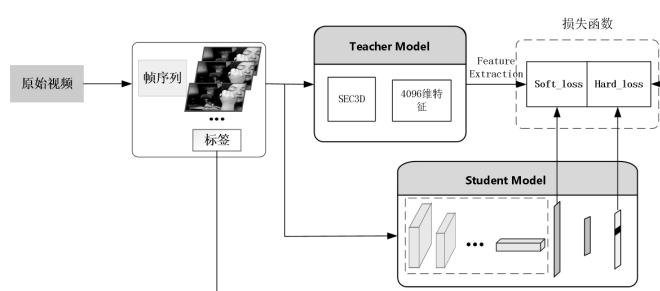 损失函数
Teacher Model
Feature
Extraction
Soft_loss
Hard_loss
原始视频
帧序列
SEC3D
4096维特
征
•••
标签
Student Model
•••